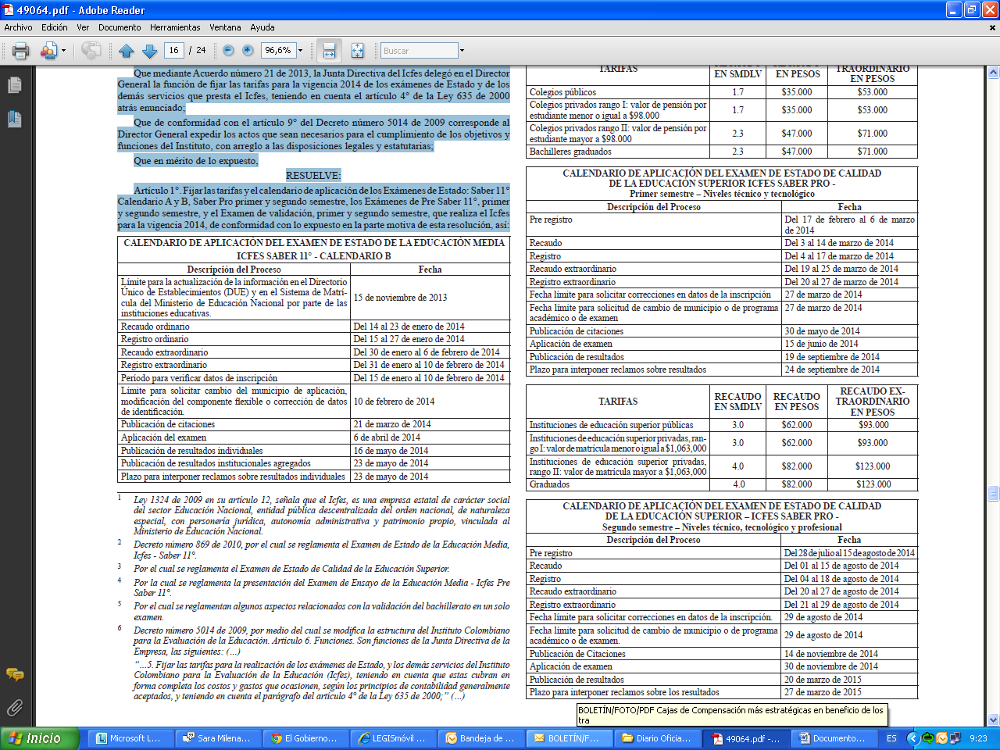 49064.pdf - Adobe Reader
Archivo Edición Ver Documento Herramientas Ventana Ayuda
16 / 24 96,6% Buscar
Que mediante Acuerdo número 21 de 2013, la Junta Directiva del Icfes delegó en el Director
General la función de fijar las tarifas para la vigencia 2014 de los exámenes de Estado y de los
demás servicios que presta el Icfes, teniendo en cuenta el artículo 4° de la Ley 635 de 2000
atrás enunciado;
Que de conformidad con el artículo 9° del Decreto número 5014 de 2009 corresponde al
Director General expedir los actos que sean necesarios para el cumplimiento de los objetivos y
funciones del Instituto, con arreglo a las disposiciones legales y estatutarias;
Que en mérito de lo expuesto,
RESUELVE:
Artículo 1°. Fijar las tarifas y el calendario de aplicación de los Exámenes de Estado: Saber 11°
Calendario A y B, Saber Pro primer y segundo semestre, los Exámenes de Pre Saber 11°, primer
y segundo semestre, y el Examen de validación, primer y segundo semestre, que realiza el Icfes
para la vigencia 2014, de conformidad con lo expuesto en la parte motiva de esta resolución, así:
CALENDARIO DE APLICACIÓN DEL EXAMEN DE ESTADO DE LA EDUCACIÓN MEDIA
ICFES SABER 11° - CALENDARIO B
Descripción del Proceso Fecha
Límite para la actualización de la información en el Directorio
Único de Establecimientos (DUE) y en el Sistema de Matrí-
cula del Ministerio de Educación Nacional por parte de las
instituciones educativas.
15 de noviembre de 2013
Recaudo ordinario Del 14 al 23 de enero de 2014
Registro ordinario Del 15 al 27 de enero de 2014
Recaudo extraordinario Del 30 de enero al 6 de febrero de 2014
Registro extraordinario Del 31 de enero al 10 de febrero de 2014
Período para verificar datos de inscripción Del 15 de enero al 10 de febrero de 2014
Límite para solicitar cambio del municipio de aplicación,
modificación del componente flexible o corrección de datos
de identificación.
10 de febrero de 2014
Publicación de citaciones 21 de marzo de 2014
Aplicación del examen 6 de abril de 2014
Publicación de resultados individuales 16 de mayo de 2014
Publicación de resultados institucionales agregados 23 de mayo de 2014
Plazo para interponer reclamos sobre resultados individuales 23 de mayo de 2014
1 Ley 1324 de 2009 en su artículo 12, señala que el Icfes, es una empresa estatal de carácter social
del sector Educación Nacional, entidad pública descentralizada del orden nacional, de naturaleza
especial, con personería jurídica, autonomía administrativa y patrimonio propio, vinculada al
Ministerio de Educación Nacional.
2 Decreto número 869 de 2010, por el cual se reglamenta el Examen de Estado de la Educación Media,
Icfes - Saber 11°.
3 Por el cual se reglamenta el Examen de Estado de Calidad de la Educación Superior.
4 Por la cual se reglamenta la presentación del Examen de Ensayo de la Educación Media - Icfes Pre
Saber 11°.
5 Por el cual se reglamentan algunos aspectos relacionados con la validación del bachillerato en un solo
examen.
6 Decreto número 5014 de 2009, por medio del cual se modifica la estructura del Instituto Colombiano
para la Evaluación de la Educación. Artículo 6. Funciones. Son funciones de la Junta Directiva de la
Empresa, las siguientes: (…)
“…5. Fijar las tarifas para la realización de los exámenes de Estado, y los demás servicios del Instituto
Colombiano para la Evaluación de la Educación (Icfes), teniendo en cuenta que estas cubran en
forma completa los costos y gastos que ocasionen, según los principios de contabilidad generalmente
aceptados, y teniendo en cuenta el parágrafo del artículo 4° de la Ley 635 de 2000;” (…)
TARIFAS
EN SMDLV EN PESOS TRAORDINARIO
EN PESOS
Colegios públicos 1.7 $35.000 $53.000
Colegios privados rango I: valor de pensión por
estudiante menor o igual a $98.000
1.7 $35.000 $53.000
Colegios privados rango II: valor de pensión por
estudiante mayor a $98.000
2.3 $47.000 $71.000
Bachilleres graduados 2.3 $47.000 $71.000
CALENDARIO DE APLICACIÓN DEL EXAMEN DE ESTADO DE CALIDAD
DE LA EDUCACIÓN SUPERIOR ICFES SABER PRO -
Primer semestre – Niveles técnico y tecnológico
Descripción del Proceso Fecha
Pre registro Del 17 de febrero al 6 de marzo
de 2014
Recaudo Del 3 al 14 de marzo de 2014
Registro Del 4 al 17 de marzo de 2014
Recaudo extraordinario Del 19 al 25 de marzo de 2014
Registro extraordinario Del 20 al 27 de marzo de 2014
Fecha límite para solicitar correcciones en datos de la inscripción 27 de marzo de 2014
Fecha límite para solicitud de cambio de municipio o de programa
académico o de examen
27 de marzo de 2014
Publicación de citaciones 30 de mayo de 2014
Aplicación de examen 15 de junio de 2014
Publicación de resultados 19 de septiembre de 2014
Plazo para interponer reclamos sobre resultados 24 de septiembre de 2014
TARIFAS RECAUDO EN SMDLV RECAUDO EN PESOS RECAUDO EX-
TRAORDINARIO
EN PESOS
Instituciones de educación superior públicas 3.0 $62.000 $93.000
Instituciones de educación superior privadas, ran-
go I: valor de matrícula menor o igual a $1,063,000
3.0 $62.000 $93.000
Instituciones de educación superior privadas,
rango II: valor de matrícula mayor a $1,063,000
4.0 $82.000 $123.000
Graduados 4.0 $82.000 $123.000
CALENDARIO DE APLICACIÓN DEL EXAMEN DE ESTADO DE CALIDAD
DE LA EDUCACIÓN SUPERIOR – ICFES SABER PRO -
Segundo semestre – Niveles técnico, tecnológico y profesional
Descripción del Proceso Fecha
Pre registro Del 28 de julio al 15 de agosto de 2014
Recaudo Del 01 al 15 de agosto de 2014
Registro Del 04 al 18 de agosto de 2014
Recaudo extraordinario Del 20 al 27 de agosto de 2014
Registro extraordinario Del 21 al 29 de agosto de 2014
Fecha límite para solicitar correcciones en datos de la inscripción. 29 de agosto de 2014
Fecha límite para solicitud de cambio de municipio o de programa
académico o de examen.
29 de agosto de 2014
Publicación de Citaciones 14 de noviembre de 2014
Aplicación de examen 30 de noviembre de 2014
Publicación de resultados 20 de marzo de 2015
Plazo para interponer reclamos sobre los resultados 27 de marzo de 2015
BOLETÍN/FOTO/PDF Cajas de Compensación más estratégicas en beneficio de los
tra
Inicio Microsoft L... Sara Milena... El Gobierno... LEGISmóvil ... Bandeja de ... BOLETÍN/F... Diario Oficia... 49064.pdf -... Documento... ES 9:23